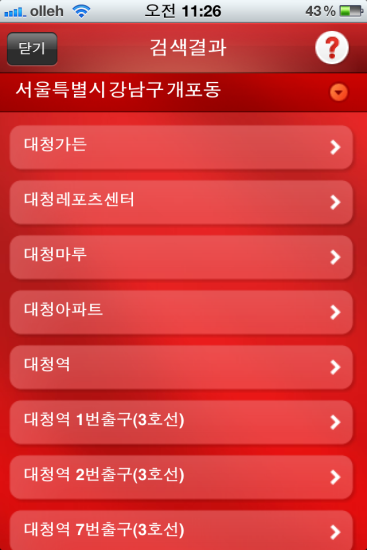 olleh 오전 11:26 43%
닫기 검색결과 ?
서울특별시강남구개포동
대청가든
대청레포츠센터
대청마루
대청아파트
대청역
대청역 1번출구(3호선)
대청역 2번출구(3호선)
대청역 7번출구(3호선)